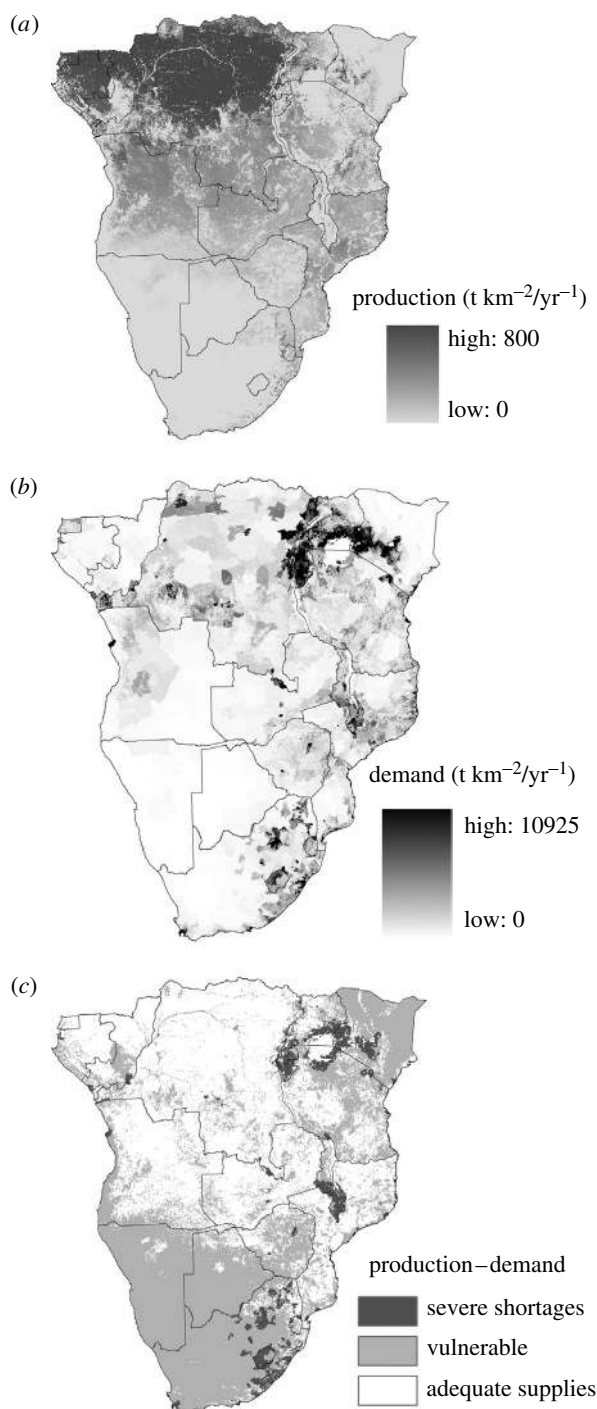 (a)
production (t km⁻²/yr⁻¹)
high: 800
low: 0
(b)
demand (t km⁻²/yr⁻¹)
high: 10925
low: 0
(c)
production–demand
severe shortages
vulnerable
adequate supplies